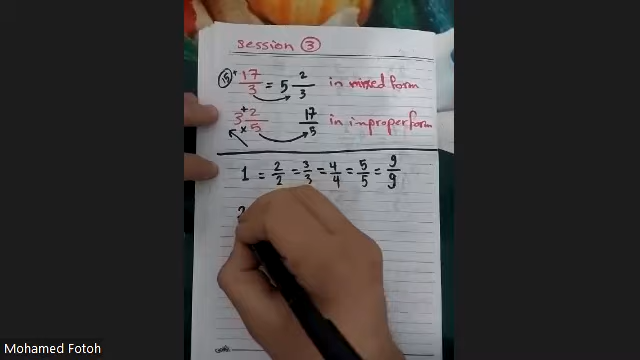 session ③
17/3 = 5 2/3 in mixed form
3 + 2 × 5 17/5 in improper form
1 = 2/2 = 3/3 = 4/4 = 5/5 = 9/9
Mohamed Fotoh